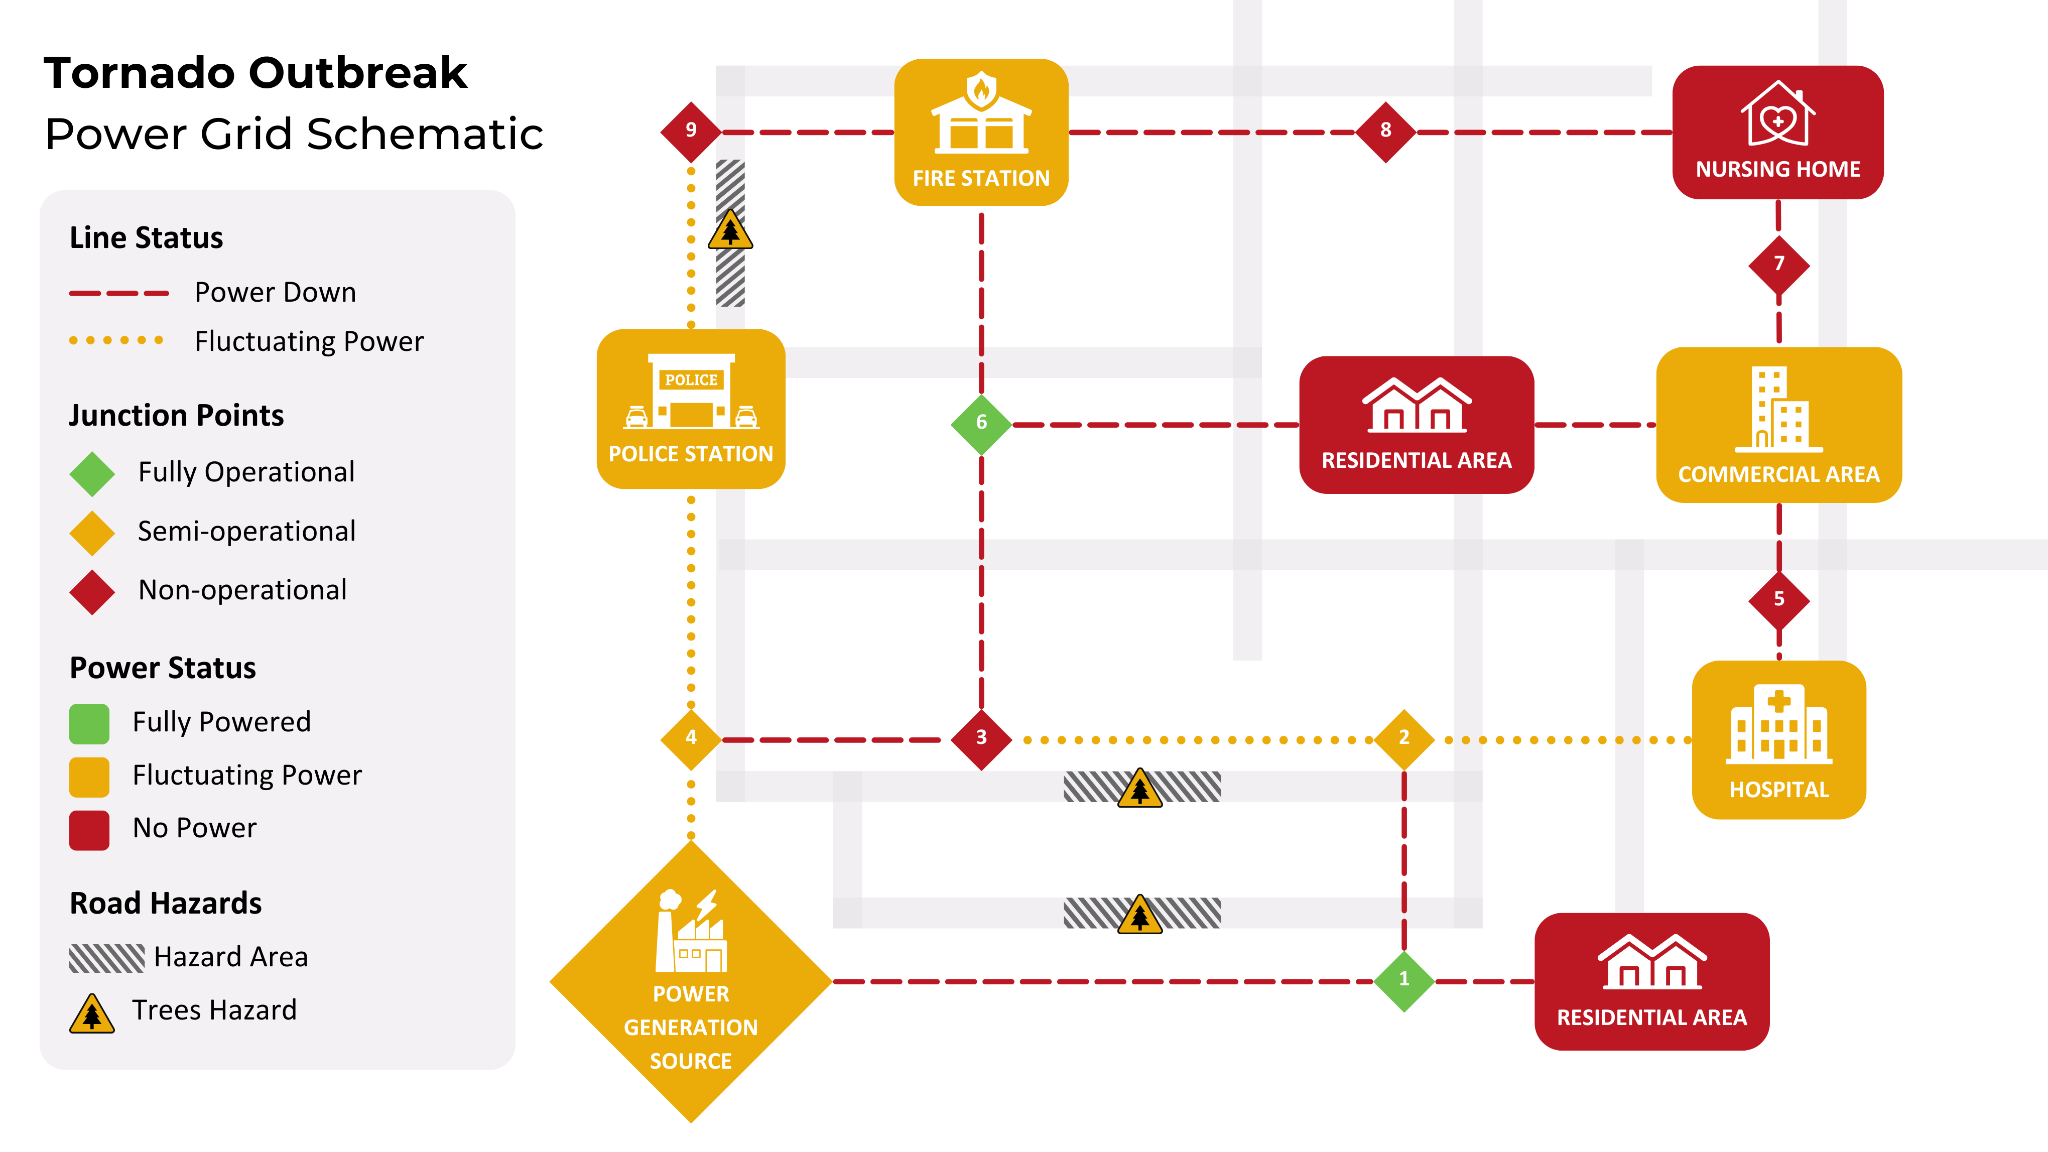 Tornado Outbreak
Power Grid Schematic
Line Status
Power Down
Fluctuating Power
Junction Points
Fully Operational
Semi-operational
Non-operational
Power Status
Fully Powered
Fluctuating Power
No Power
Road Hazards
Hazard Area
Trees Hazard
9
FIRE STATION
8
NURSING HOME
7
POLICE
POLICE STATION
6
RESIDENTIAL AREA
COMMERCIAL AREA
5
4
3
2
HOSPITAL
POWER
GENERATION
SOURCE
1
RESIDENTIAL AREA